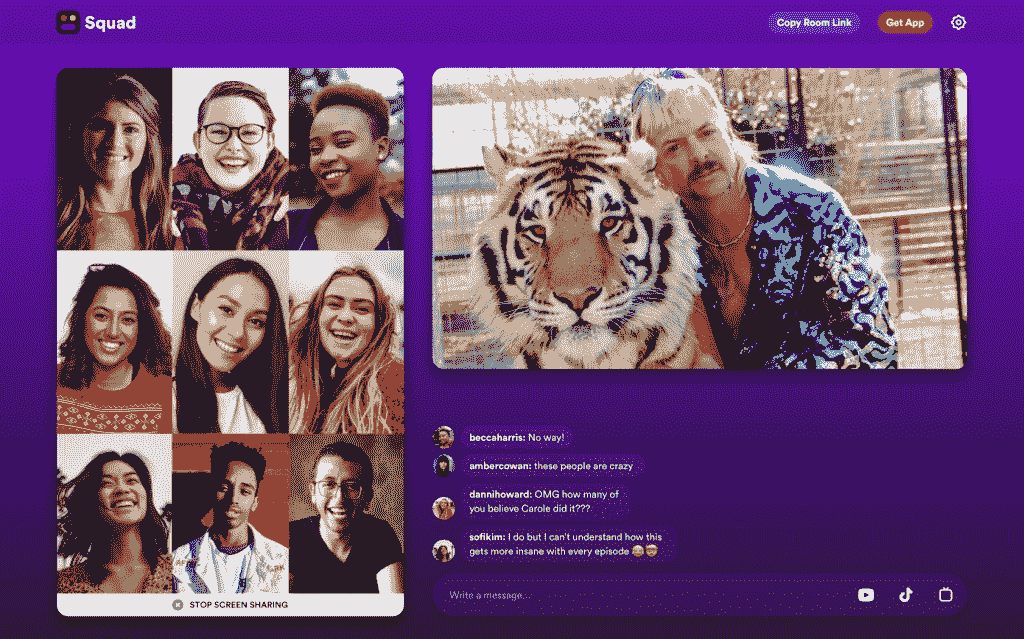 Squad
Copy Room Link
Get App
beccaharris: No way!
ambercowan: these people are crazy
dannihoward: OMG how many of
you believe Carole did it???
sofikim: I do but I can't understand how this
gets more insane with every episode
Write a message...
STOP SCREEN SHARING